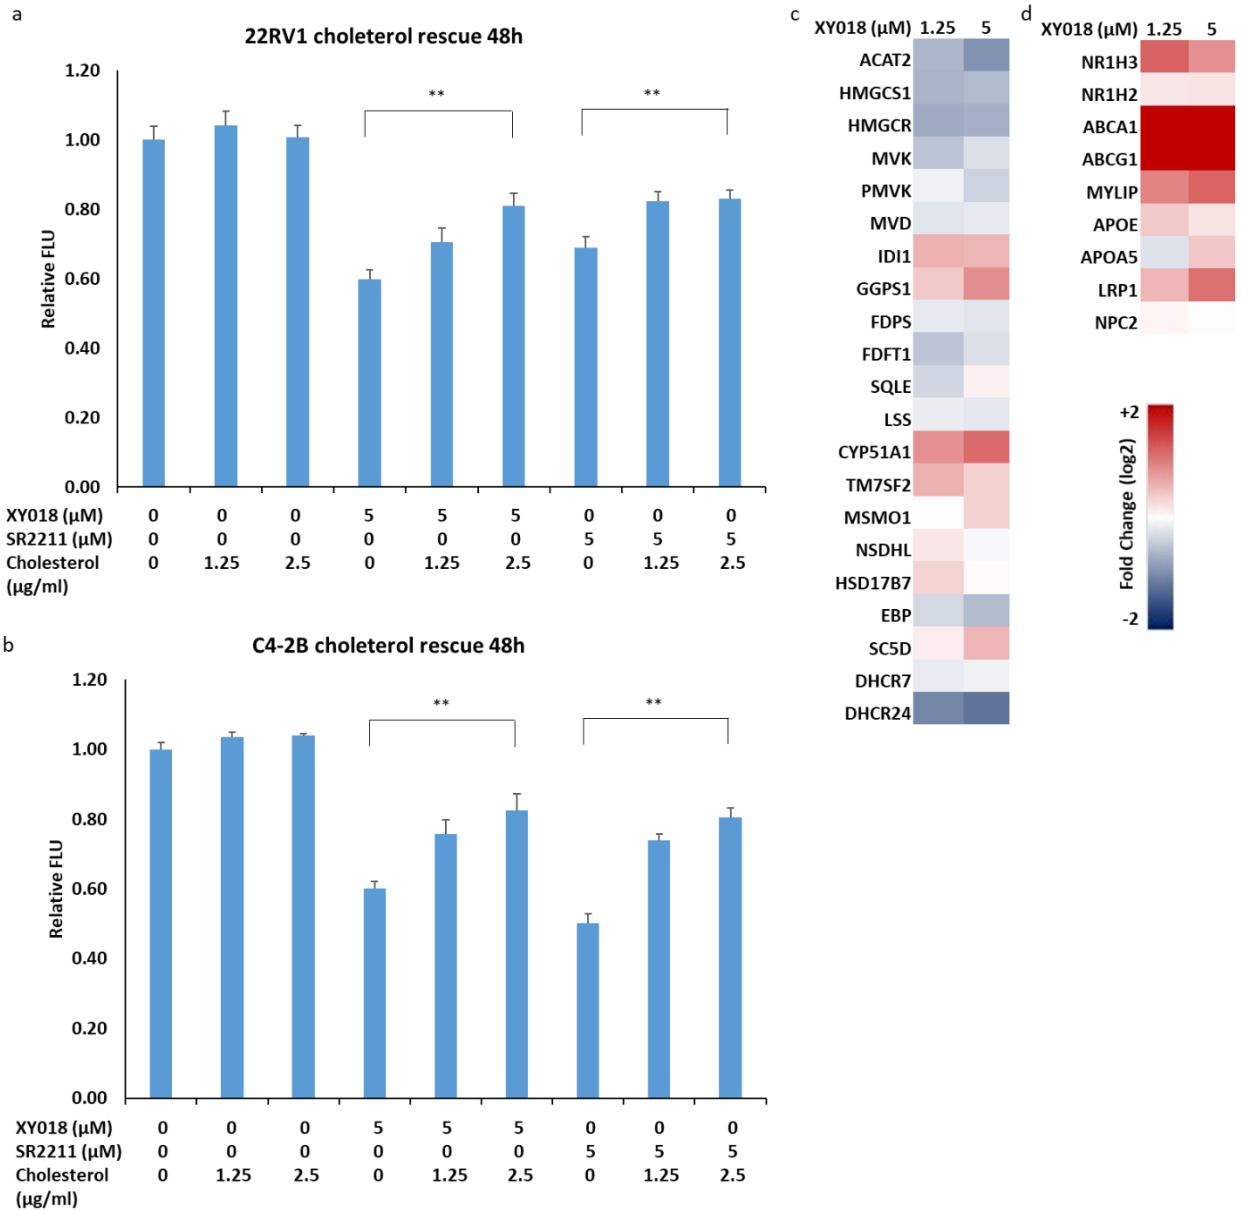 a
22RV1 choleterol rescue 48h
1.20
1.00
0.80
0.60
0.40
0.20
0.00
Relative FLU
**
**
XY018 (μM) 0 0 0 5 5 5 0 0 0
SR2211 (μM) 0 0 0 0 0 0 5 5 5
Cholesterol 0 1.25 2.5 0 1.25 2.5 0 1.25 2.5
(μg/ml)
b
C4-2B choleterol rescue 48h
1.20
1.00
0.80
0.60
0.40
0.20
0.00
Relative FLU
**
**
XY018 (μM) 0 0 0 5 5 5 0 0 0
SR2211 (μM) 0 0 0 0 0 0 5 5 5
Cholesterol 0 1.25 2.5 0 1.25 2.5 0 1.25 2.5
(μg/ml)
c
XY018 (μM) 1.25 5
ACAT2
HMGCS1
HMGCR
MVK
PMVK
MVD
IDI1
GGPS1
FDPS
FDFT1
SQLE
LSS
CYP51A1
TM7SF2
MSMO1
NSDHL
HSD17B7
EBP
SC5D
DHCR7
DHCR24
d
XY018 (μM) 1.25 5
NR1H3
NR1H2
ABCA1
ABCG1
MYLIP
APOE
APOA5
LRP1
NPC2
+2
Fold Change (log2)
-2